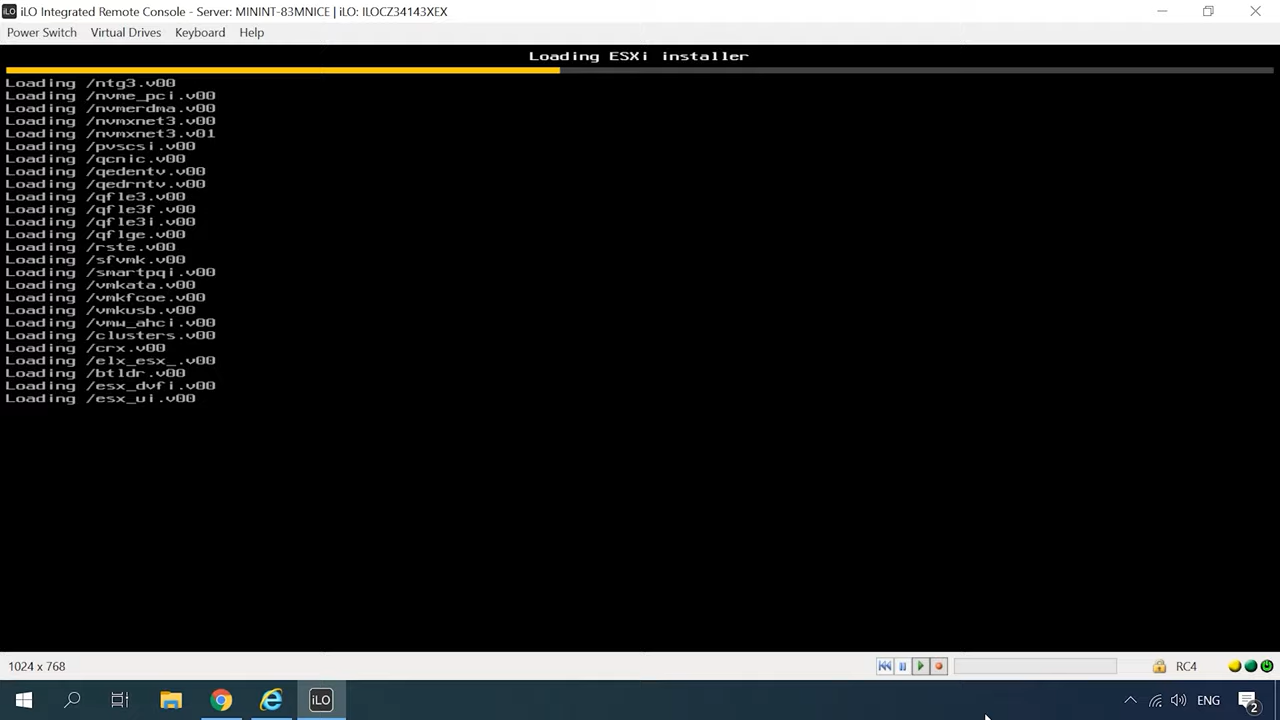 iLO Integrated Remote Console - Server: MININT-83MNICE | iLO: ILOCZ34143XEX
Power Switch Virtual Drives Keyboard Help
Loading ESXi installer
Loading /ntg3.v00
Loading /nvme_pci.v00
Loading /nvmerdma.v00
Loading /nvmxnet3.v00
Loading /nvmxnet3.v01
Loading /pvscsi.v00
Loading /qcnic.v00
Loading /qedentv.v00
Loading /qedrntv.v00
Loading /qfle3.v00
Loading /qfle3f.v00
Loading /qfle3i.v00
Loading /qflge.v00
Loading /rste.v00
Loading /sfvmk.v00
Loading /smartpqi.v00
Loading /vmkata.v00
Loading /vmkfcoe.v00
Loading /vmkusb.v00
Loading /vmw_ahci.v00
Loading /clusters.v00
Loading /crx.v00
Loading /elx_esx_.v00
Loading /btldr.v00
Loading /esx_dvfi.v00
Loading /esx_ui.v00
1024 x 768 RC4
iLO ENG 2